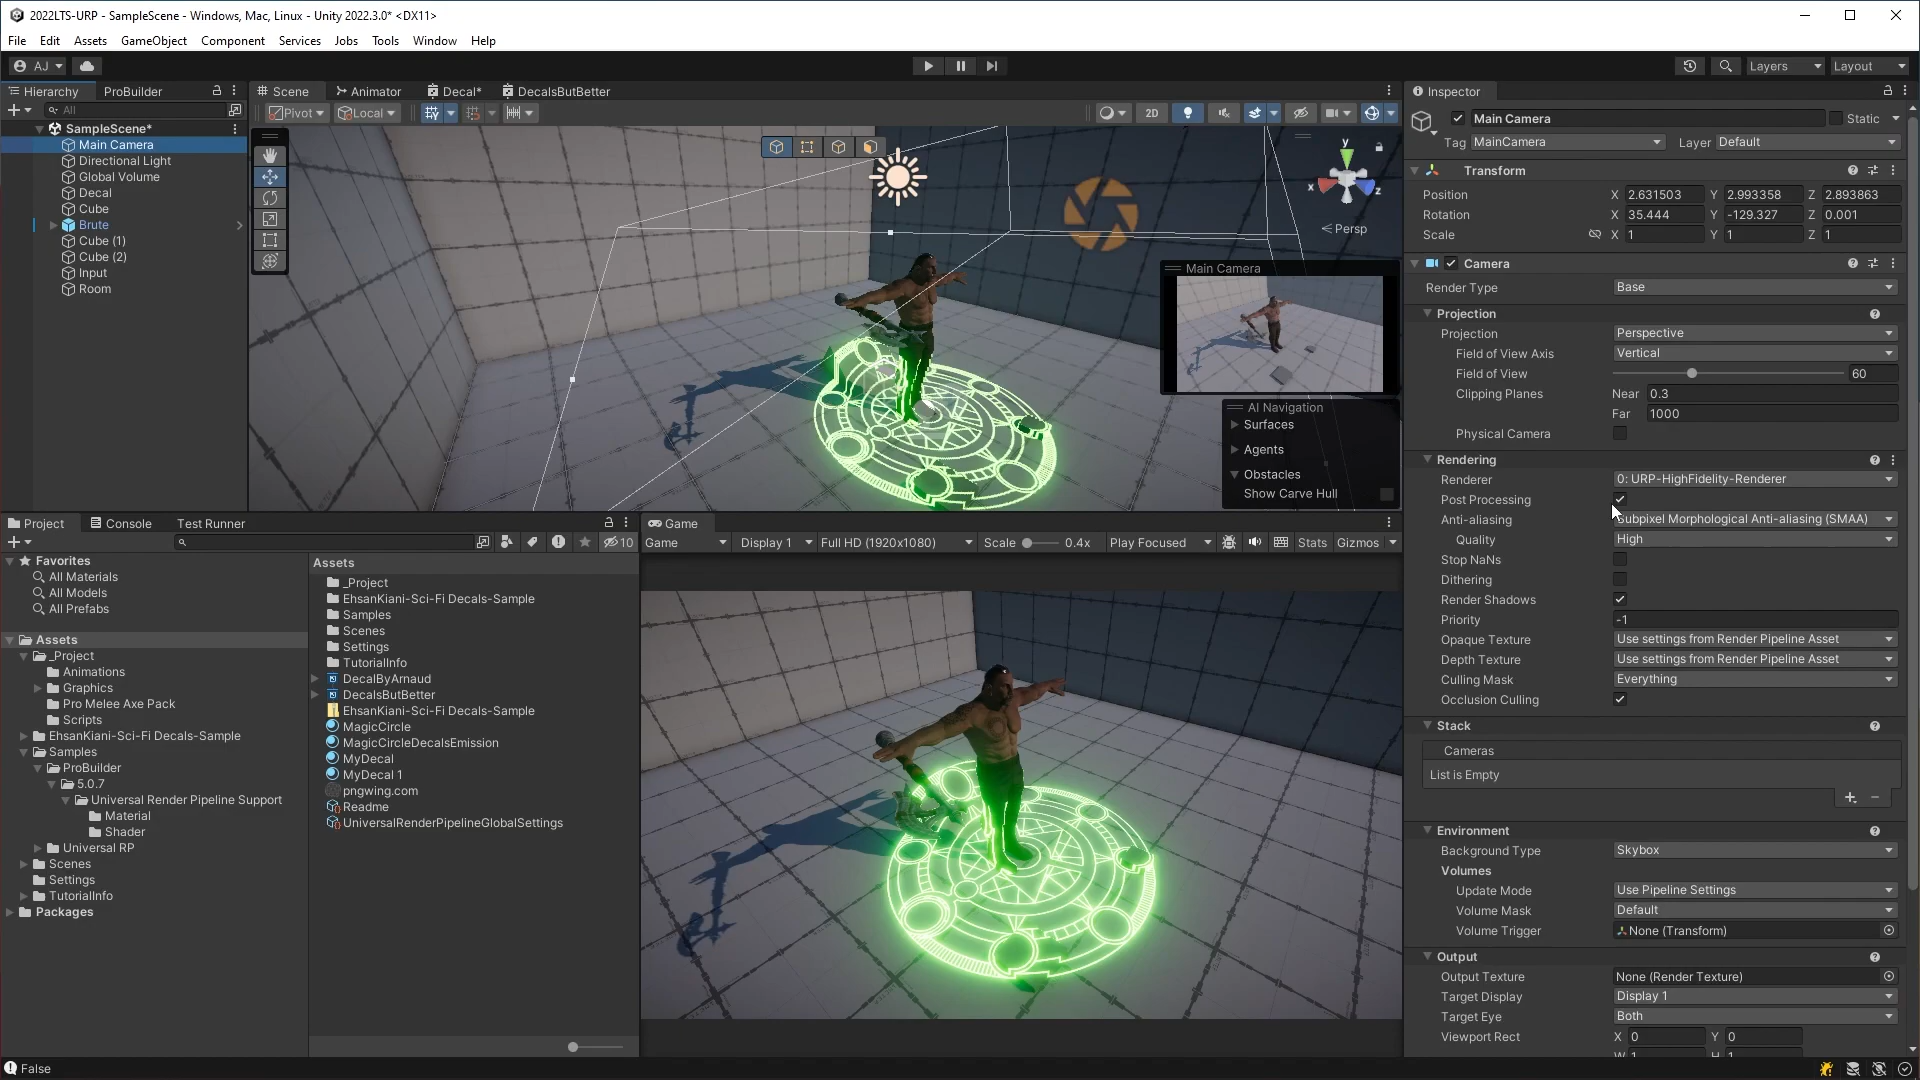 2022LTS-URP - SampleScene - Windows, Mac, Linux - Unity 2022.3.0* <DX11>
File Edit Assets GameObject Component Services Jobs Tools Window Help
AJ Layers Layout
Hierarchy ProBuilder
All
SampleScene*
Main Camera
Directional Light
Global Volume
Decal
Cube
Brute
Cube (1)
Cube (2)
Input
Room
Scene Animator Decal* DecalsButBetter
Pivot Local 2D
y
x z
Persp
Main Camera
AI Navigation
Surfaces
Agents
Obstacles
Show Carve Hull
Project Console Test Runner
10
Favorites
All Materials
All Models
All Prefabs
Assets
_Project
Animations
Graphics
Pro Melee Axe Pack
Scripts
EhsanKiani-Sci-Fi Decals-Sample
Samples
ProBuilder
5.0.7
Universal Render Pipeline Support
Material
Shader
Universal RP
Scenes
Settings
TutorialInfo
Packages
Assets
_Project
EhsanKiani-Sci-Fi Decals-Sample
Samples
Scenes
Settings
TutorialInfo
DecalByArnaud
DecalsButBetter
EhsanKiani-Sci-Fi Decals-Sample
MagicCircle
MagicCircleDecalsEmission
MyDecal
MyDecal 1
pngwing.com
Readme
UniversalRenderPipelineGlobalSettings
Game
Game Display 1 Full HD (1920x1080) Scale 0.4x Play Focused Stats Gizmos
Inspector
Main Camera Static
Tag MainCamera Layer Default
Transform
Position X 2.631503 Y 2.993358 Z 2.893863
Rotation X 35.444 Y -129.327 Z 0.001
Scale X 1 Y 1 Z 1
Camera
Render Type Base
Projection
Projection Perspective
Field of View Axis Vertical
Field of View 60
Clipping Planes Near 0.3
Far 1000
Physical Camera
Rendering
Renderer 0: URP-HighFidelity-Renderer
Post Processing
Anti-aliasing Subpixel Morphological Anti-aliasing (SMAA)
Quality High
Stop NaNs
Dithering
Render Shadows
Priority -1
Opaque Texture Use settings from Render Pipeline Asset
Depth Texture Use settings from Render Pipeline Asset
Culling Mask Everything
Occlusion Culling
Stack
Cameras
List is Empty
Environment
Background Type Skybox
Volumes
Update Mode Use Pipeline Settings
Volume Mask Default
Volume Trigger None (Transform)
Output
Output Texture None (Render Texture)
Target Display Display 1
Target Eye Both
Viewport Rect X 0 Y 0
W 1 H 1
False